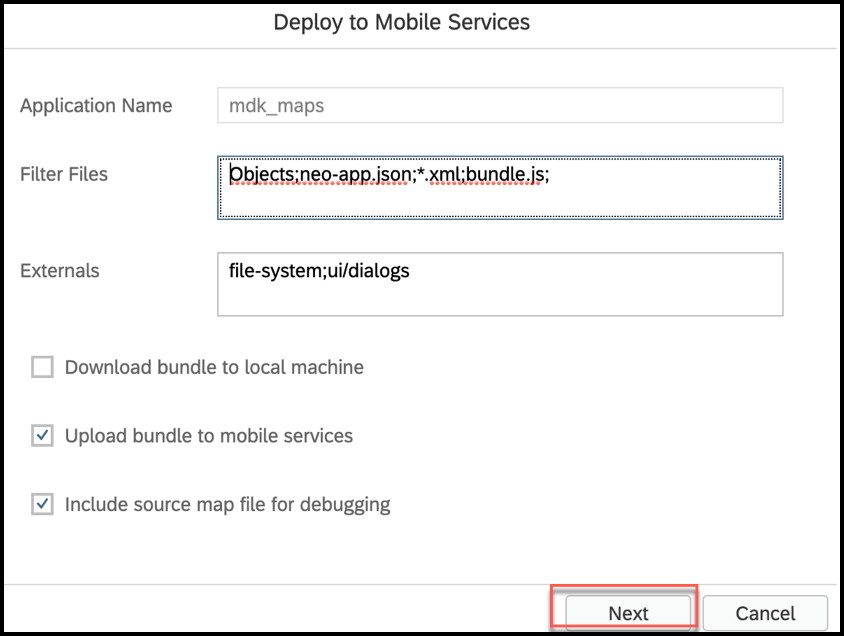 Deploy to Mobile Services
Application Name
mdk_maps
Filter Files
Objects;neo-app.json;*.xml;bundle.js;
Externals
file-system;ui/dialogs
Download bundle to local machine
Upload bundle to mobile services
Include source map file for debugging
Next
Cancel